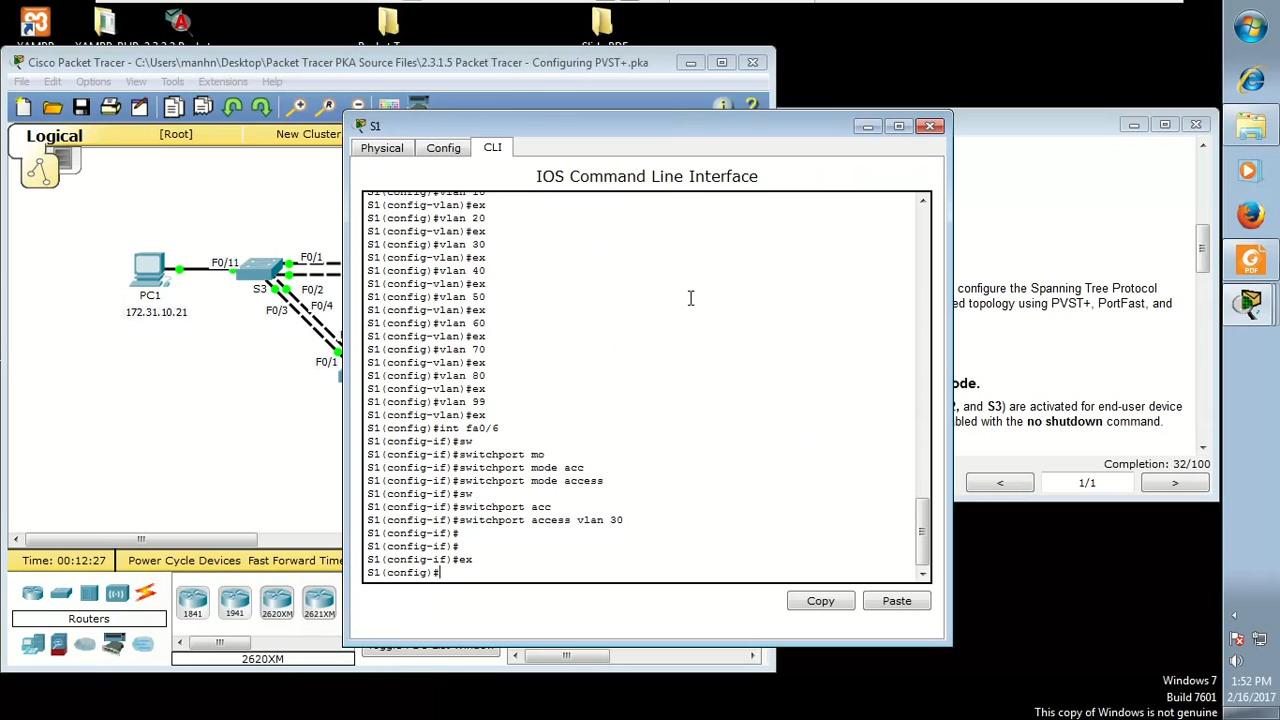 Cisco Packet Tracer - C:\Users\manhn\Desktop\Packet Tracer PKA Source Files\2.3.1.5 Packet Tracer - Configuring PVST+.pka
File Edit Options View Tools Extensions Help
Logical [Root] New Cluster
S1
Physical Config CLI
IOS Command Line Interface
S1(config-vlan)#ex
S1(config)#vlan 20
S1(config-vlan)#ex
S1(config)#vlan 30
S1(config-vlan)#ex
S1(config)#vlan 40
S1(config-vlan)#ex
S1(config)#vlan 50
S1(config-vlan)#ex
S1(config)#vlan 60
S1(config-vlan)#ex
S1(config)#vlan 70
S1(config-vlan)#ex
S1(config)#vlan 80
S1(config-vlan)#ex
S1(config)#vlan 99
S1(config-vlan)#ex
S1(config)#int fa0/6
S1(config-if)#sw
S1(config-if)#switchport mo
S1(config-if)#switchport mode acc
S1(config-if)#switchport mode access
S1(config-if)#sw
S1(config-if)#switchport acc
S1(config-if)#switchport access vlan 30
S1(config-if)#
S1(config-if)#
S1(config-if)#ex
S1(config)#
Copy Paste
F0/11
F0/1
S3
F0/2
PC1
F0/4
172.31.10.21
F0/3
F0/1
configure the Spanning Tree Protocol
ed topology using PVST+, PortFast, and
ode.
, and S3) are activated for end-user device
bled with the no shutdown command.
Completion: 32/100
< 1/1 >
Time: 00:12:27 Power Cycle Devices Fast Forward Time
Routers
1841 1941 2620XM 2621XM
2620XM
1:52 PM
2/16/2017
Windows 7
Build 7601
This copy of Windows is not genuine